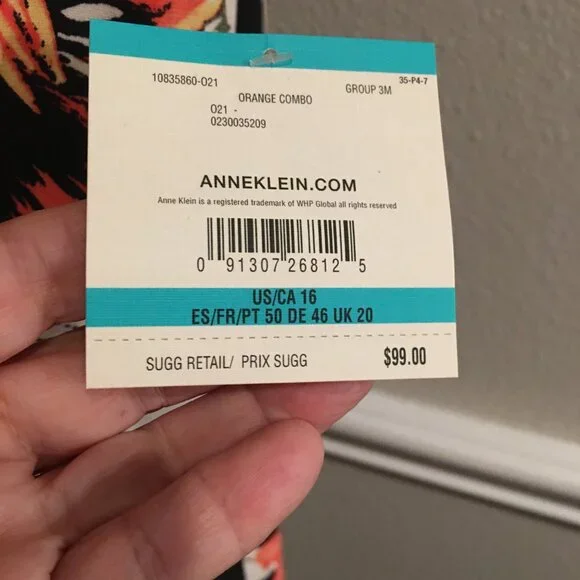 10835860-021
GROUP 3M
35-P4-7
ORANGE COMBO
021 -
0230035209
ANNEKLEIN.COM
Anne Klein is a registered trademark of WHP Global all rights reserved
0 91307 26812 5
US/CA 16
ES/FR/PT 50 DE 46 UK 20
SUGG RETAIL/ PRIX SUGG $99.00